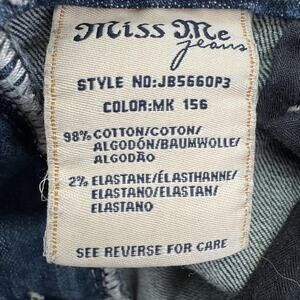 Miss Me
jeans
STYLE NO:JB5660P3
COLOR:MK 156
98% COTTON/COTON/
ALGODÓN/BAUMWOLLE/
ALGODÃO
2% ELASTANE/ÉLASTHANNE/
ELASTANO/ELASTAN/
ELASTANO
SEE REVERSE FOR CARE